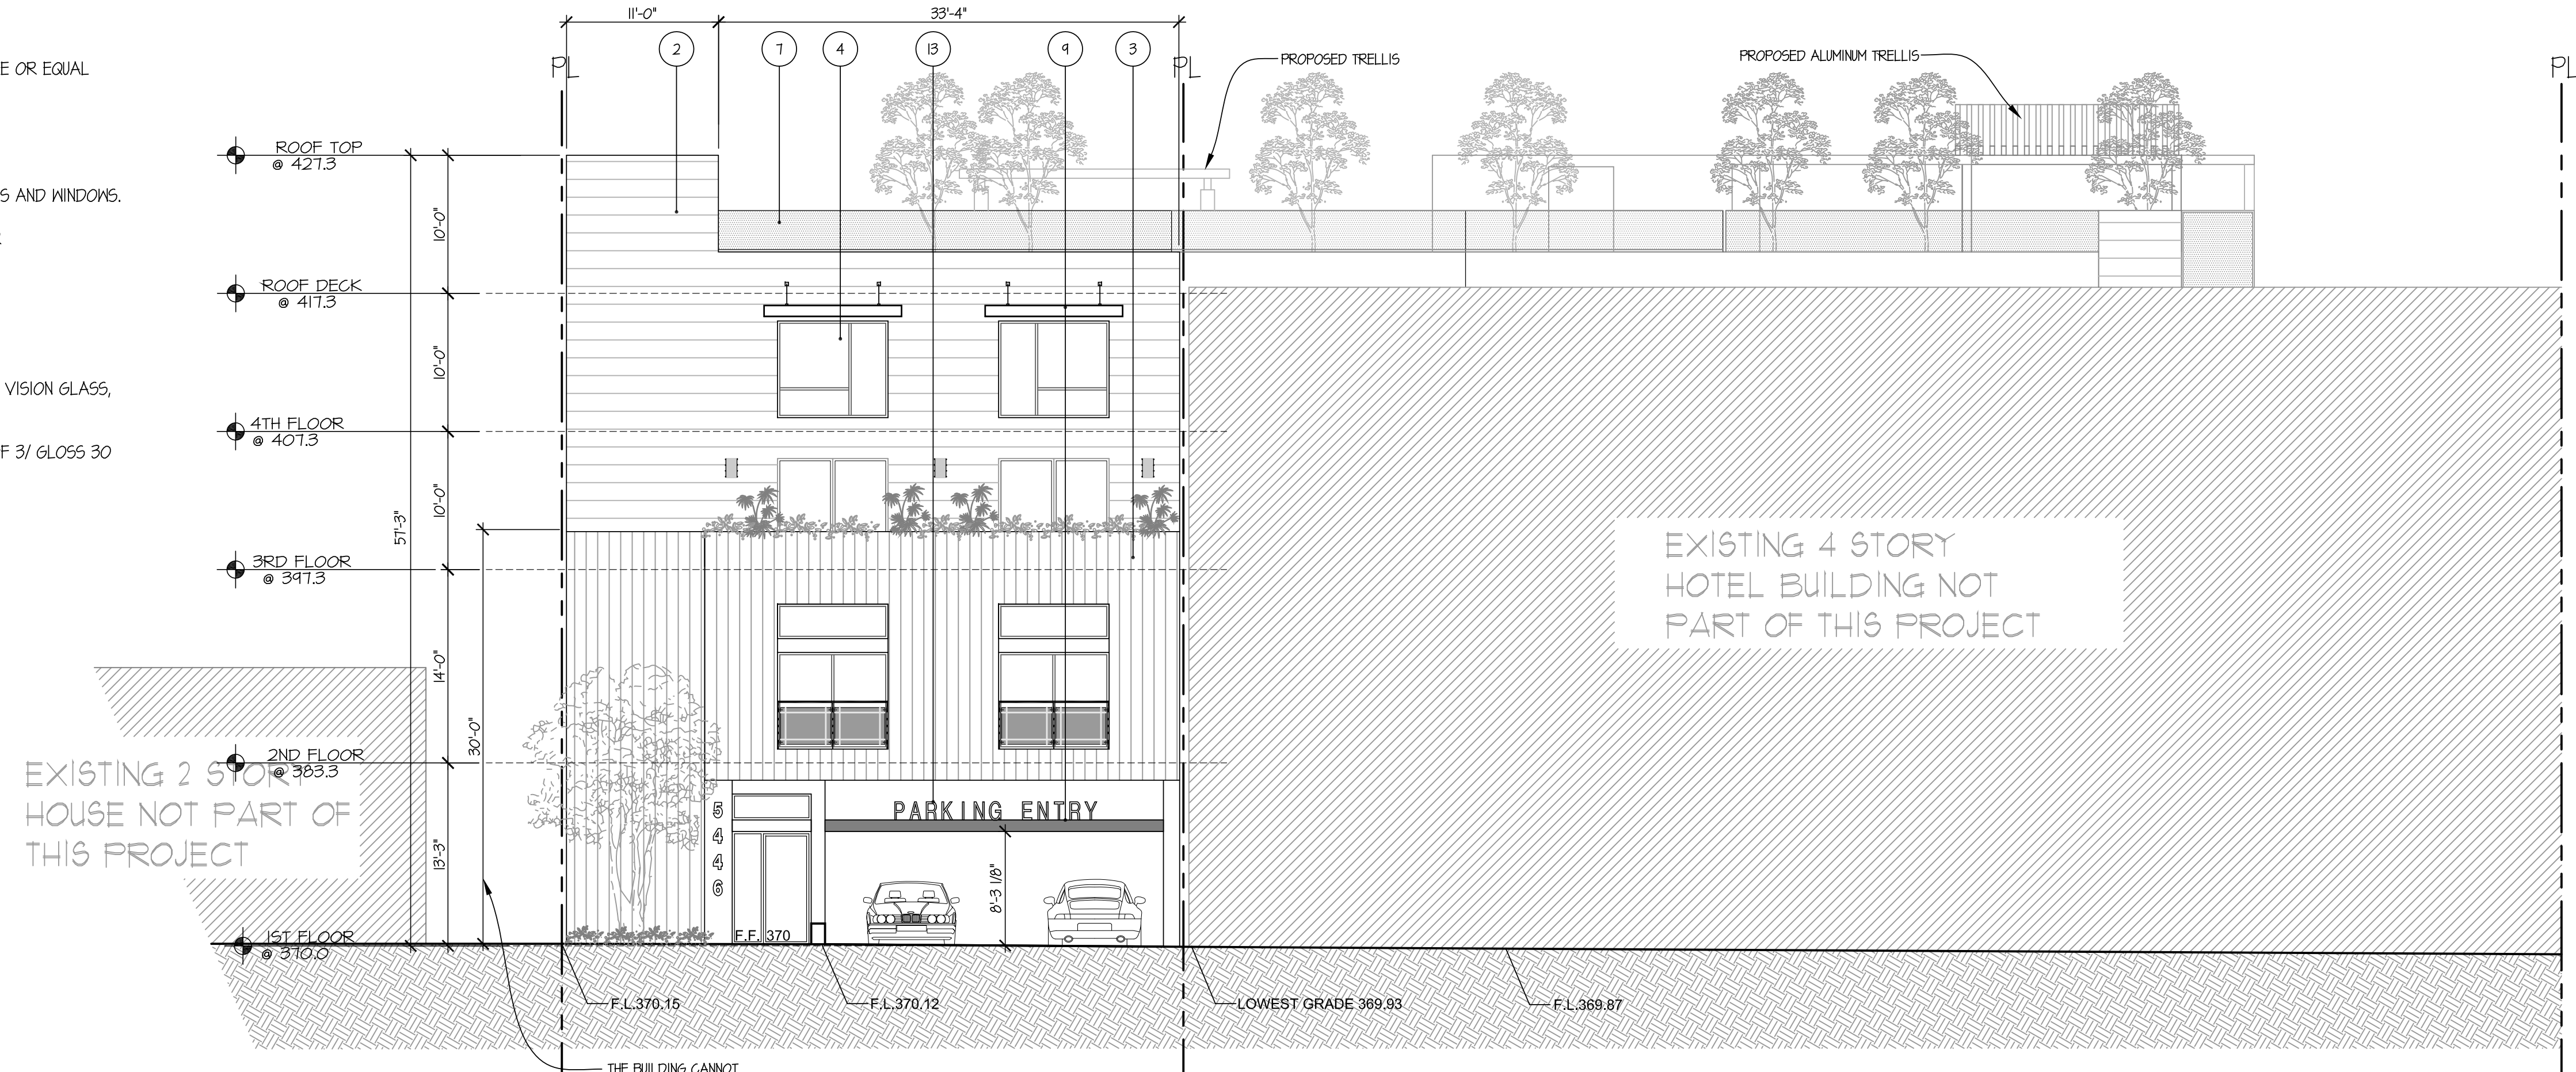 11'-0"
33'-4"
2
7
4
13
9
3
PL
PL
PL
PROPOSED TRELLIS
PROPOSED ALUMINUM TRELLIS
E OR EQUAL
ROOF TOP
@ 427.3
S AND WINDOWS.
10'-0"
ROOF DECK
@ 417.3
10'-0"
VISION GLASS,
4TH FLOOR
@ 407.3
F 3/ GLOSS 30
10'-0"
57'-3"
3RD FLOOR
@ 397.3
EXISTING 4 STORY
HOTEL BUILDING NOT
PART OF THIS PROJECT
14'-0"
30'-0"
2ND FLOOR
@ 383.3
EXISTING 2 STORY
HOUSE NOT PART OF
THIS PROJECT
13'-3"
5
4
4
6
PARKING ENTRY
8'-3 1/8"
F.F. 370
1ST FLOOR
@ 370.0
F.L.370.15
F.L.370.12
LOWEST GRADE 369.93
F.L.369.87
THE BUILDING CANNOT